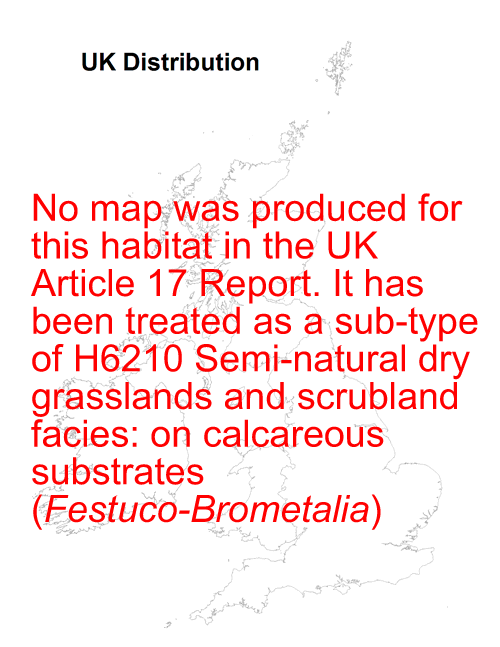 UK Distribution
No map was produced for
this habitat in the UK
Article 17 Report. It has
been treated as a sub-type
of H6210 Semi-natural dry
grasslands and scrubland
facies: on calcareous
substrates
(Festuco-Brometalia)